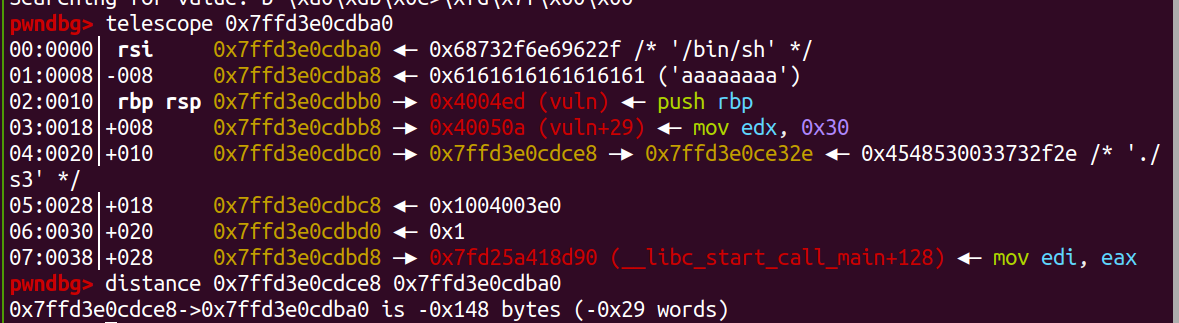 pwndbg> telescope 0x7ffd3e0cdba0
00:0000│ rsi     0x7ffd3e0cdba0 ◂— 0x68732f6e69622f /* '/bin/sh' */
01:0008│-008     0x7ffd3e0cdba8 ◂— 0x6161616161616161 ('aaaaaaaa')
02:0010│ rbp rsp 0x7ffd3e0cdbb0 —▸ 0x4004ed (vuln) ◂— push rbp
03:0018│+008     0x7ffd3e0cdbb8 —▸ 0x40050a (vuln+29) ◂— mov edx, 0x30
04:0020│+010     0x7ffd3e0cdbc0 —▸ 0x7ffd3e0cdce8 —▸ 0x7ffd3e0ce32e ◂— 0x4548530033732f2e /* './
s3' */
05:0028│+018     0x7ffd3e0cdbc8 ◂— 0x1004003e0
06:0030│+020     0x7ffd3e0cdbd0 ◂— 0x1
07:0038│+028     0x7ffd3e0cdbd8 —▸ 0x7fd25a418d90 (__libc_start_call_main+128) ◂— mov edi, eax
pwndbg> distance 0x7ffd3e0cdce8 0x7ffd3e0cdba0
0x7ffd3e0cdce8->0x7ffd3e0cdba0 is -0x148 bytes (-0x29 words)